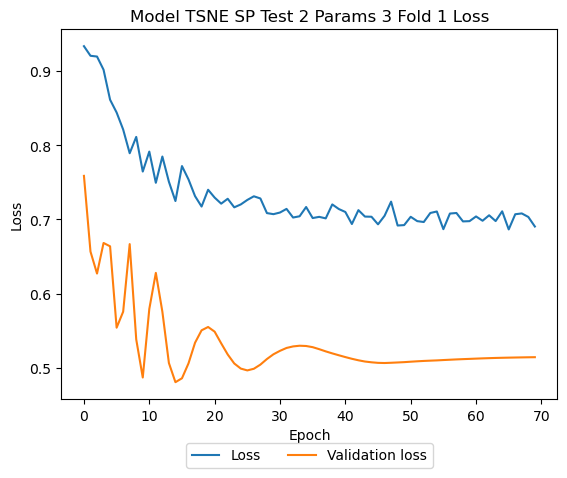 Model TSNE SP Test 2 Params 3 Fold 1 Loss
0.9
0.8
0.7
0.6
0.5
Loss
0 10 20 30 40 50 60 70
Epoch
Loss Validation loss